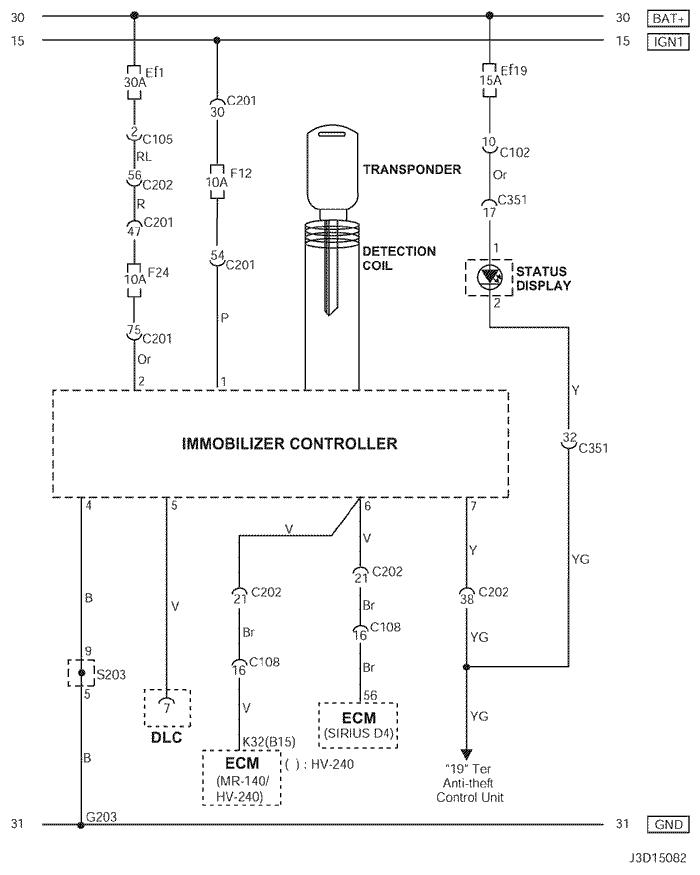 30 30 BAT+
15 15 IGN1
Ef1
30A
C201
30
Ef19
15A
2
C105
RL
10
C102
Or
56
C202
R
F12
10A
TRANSPONDER
C351
17
47
C201
54
C201
DETECTION
COIL
1
STATUS
DISPLAY
2
F24
10A
75
C201
Or
P
2
1
Y
IMMOBILIZER CONTROLLER
32
C351
4
5
6
7
V
V
Y
YG
B
V
21
C202
21
C202
38
C202
Br
Br
16
C108
16
C108
YG
9
S203
5
Br
V
56
7
DLC
ECM
(SIRIUS D4)
YG
K32(B15)
ECM
(MR-140/
HV-240)
( ) : HV-240
B
"19" Ter
Anti-theft
Control Unit
G203
31 31 GND
J3D15082